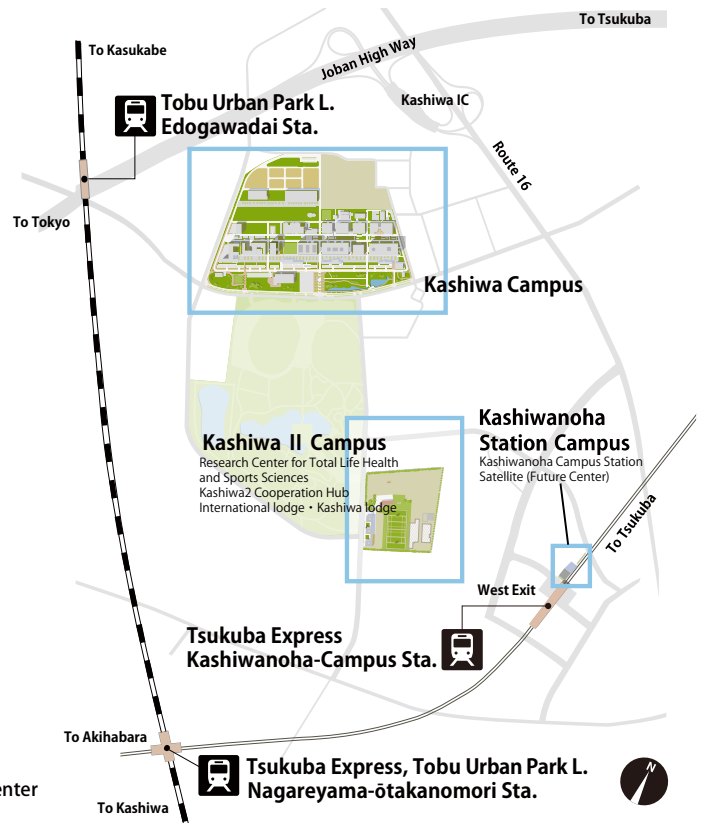 To Tsukuba
To Kasukabe
Joban High Way
Kashiwa IC
Tobu Urban Park L.
Edogawadai Sta.
Route 16
To Tokyo
Kashiwa Campus
Kashiwanoha
Station Campus
Kashiwanoha Campus Station
Satellite (Future Center)
Kashiwa II Campus
Research Center for Total Life Health
and Sports Sciences
Kashiwa2 Cooperation Hub
International lodge・Kashiwa lodge
To Tsukuba
West Exit
Tsukuba Express
Kashiwanoha-Campus Sta.
To Akihabara
Tsukuba Express, Tobu Urban Park L.
Nagareyama-ōtakanomori Sta.
N
enter
To Kashiwa